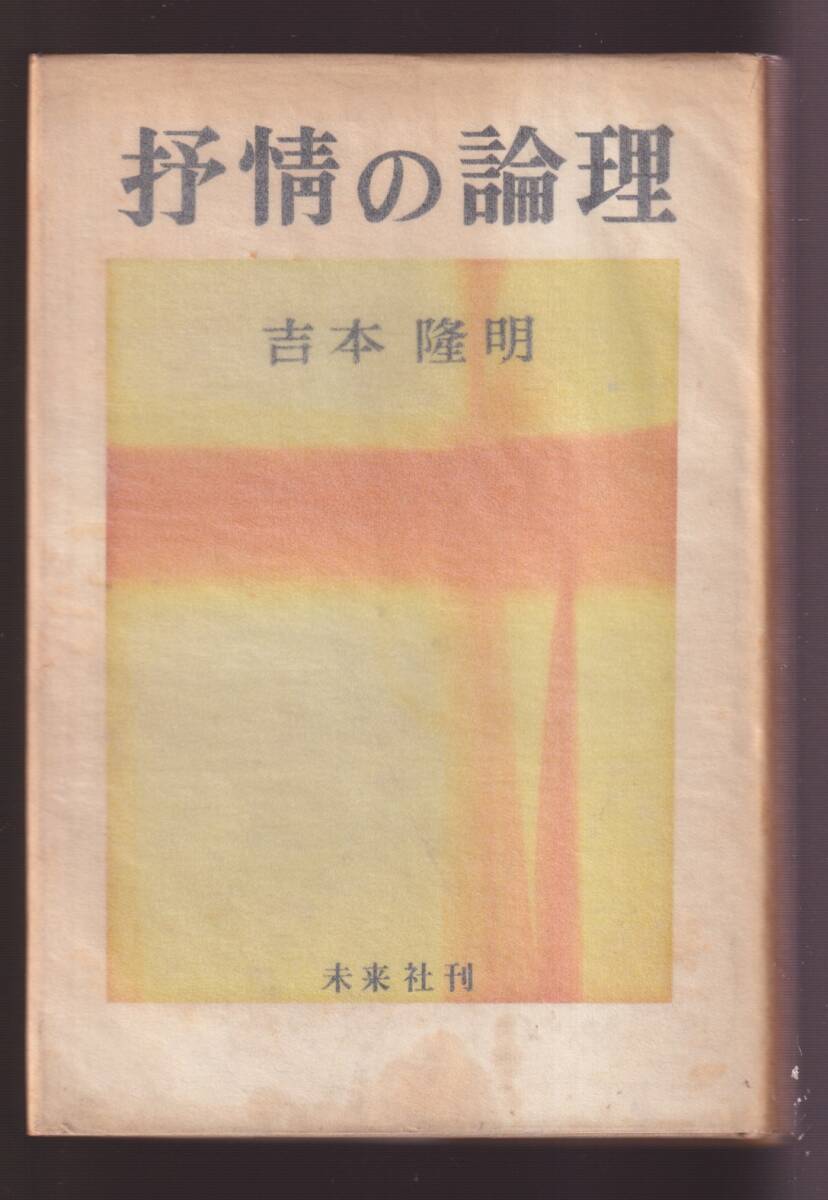 抒情の論理
吉本 隆明
未来社刊